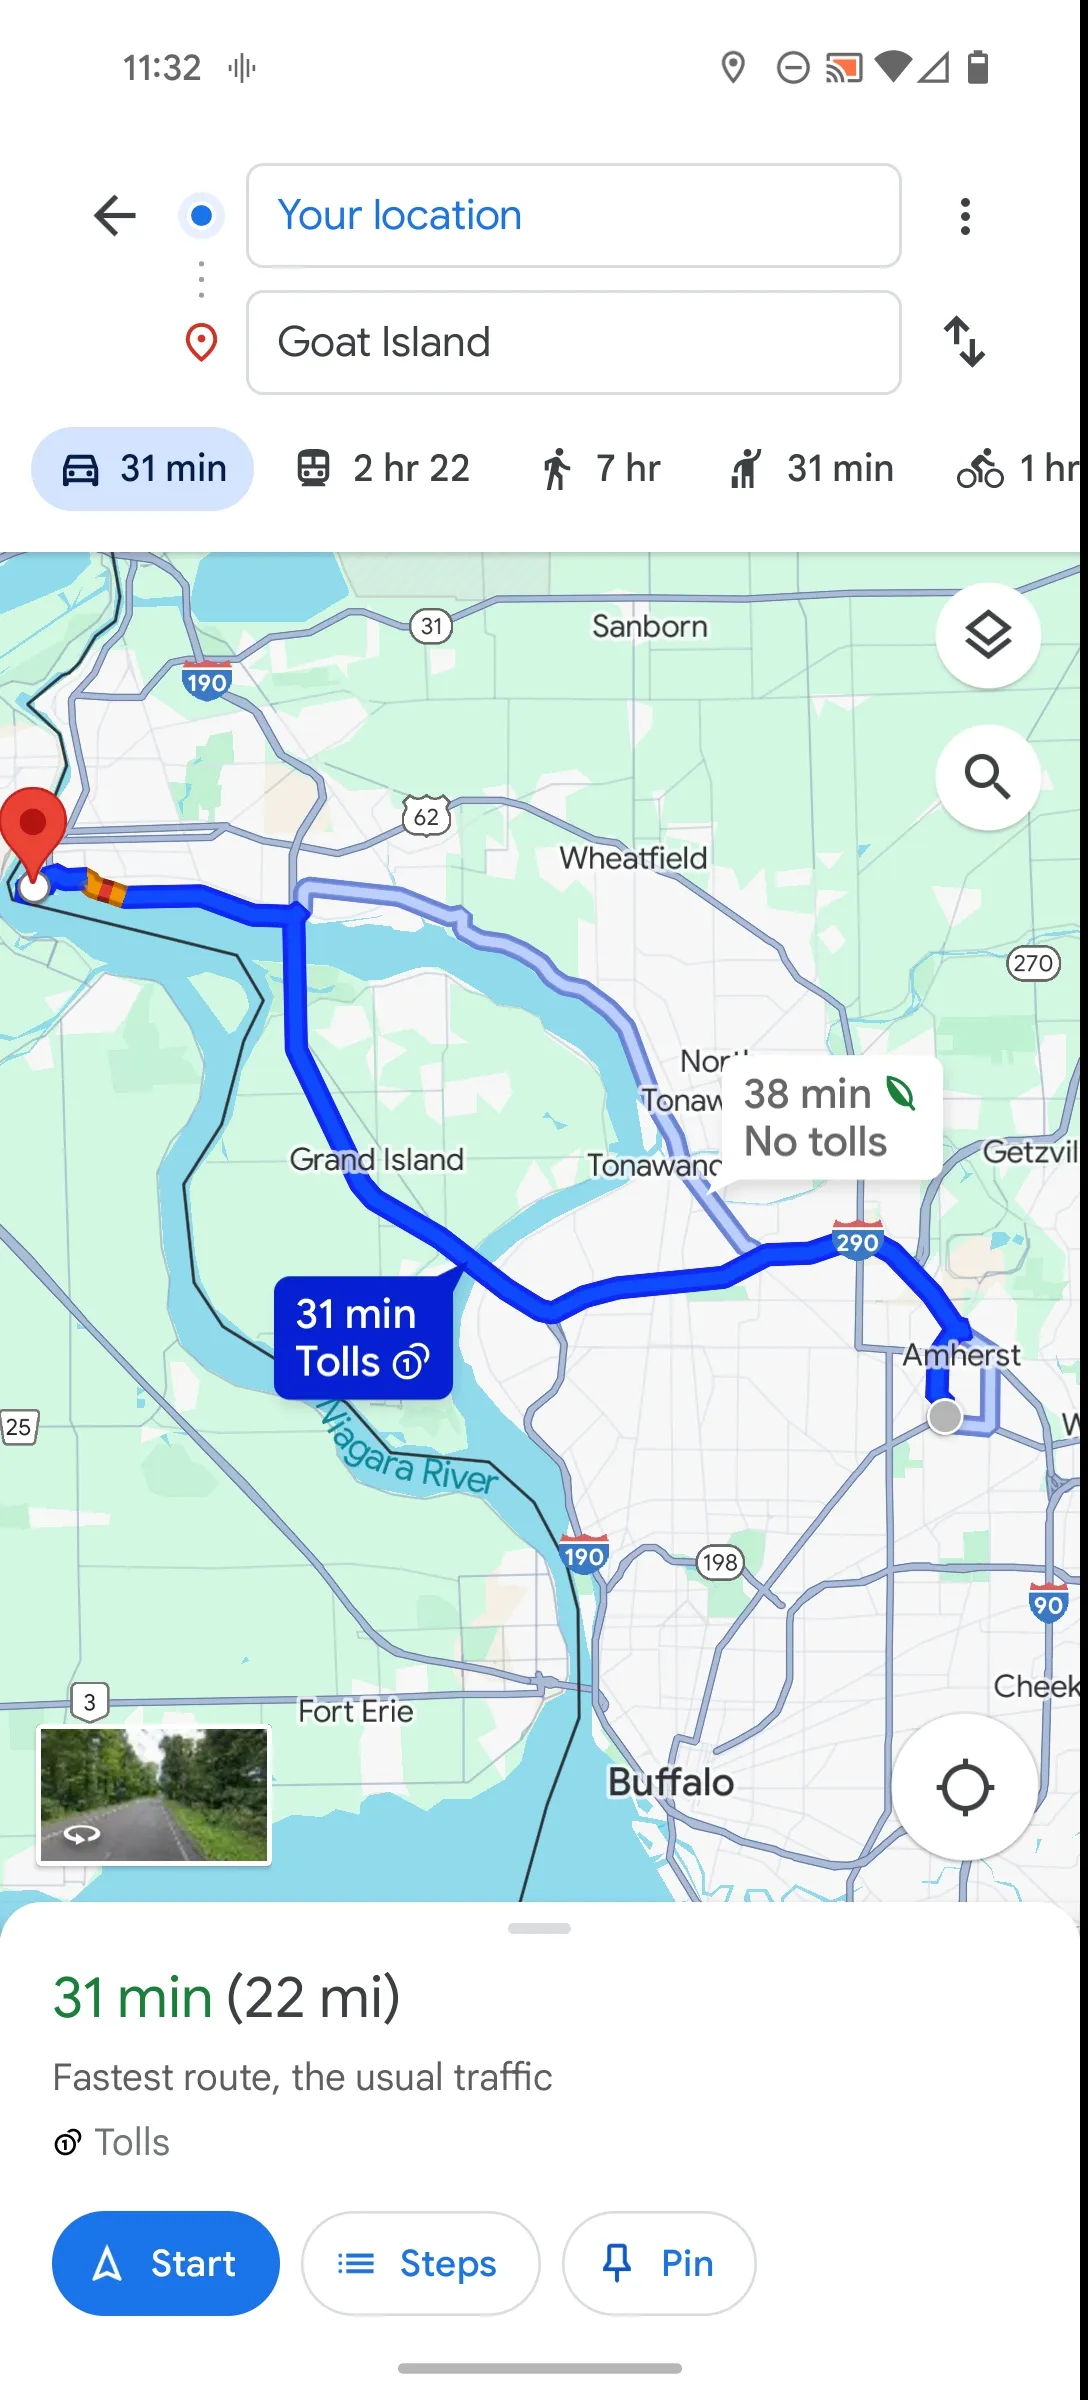 11:32
Your location
Goat Island
31 min
2 hr 22
7 hr
31 min
1 hr
31
Sanborn
190
62
Wheatfield
270
38 min
No tolls
Grand Island
Getzvil
290
31 min
Tolls
Amherst
25
Niagara River
190
198
90
3
Fort Erie
Cheek
Buffalo
31 min (22 mi)
Fastest route, the usual traffic
Tolls
Start
Steps
Pin